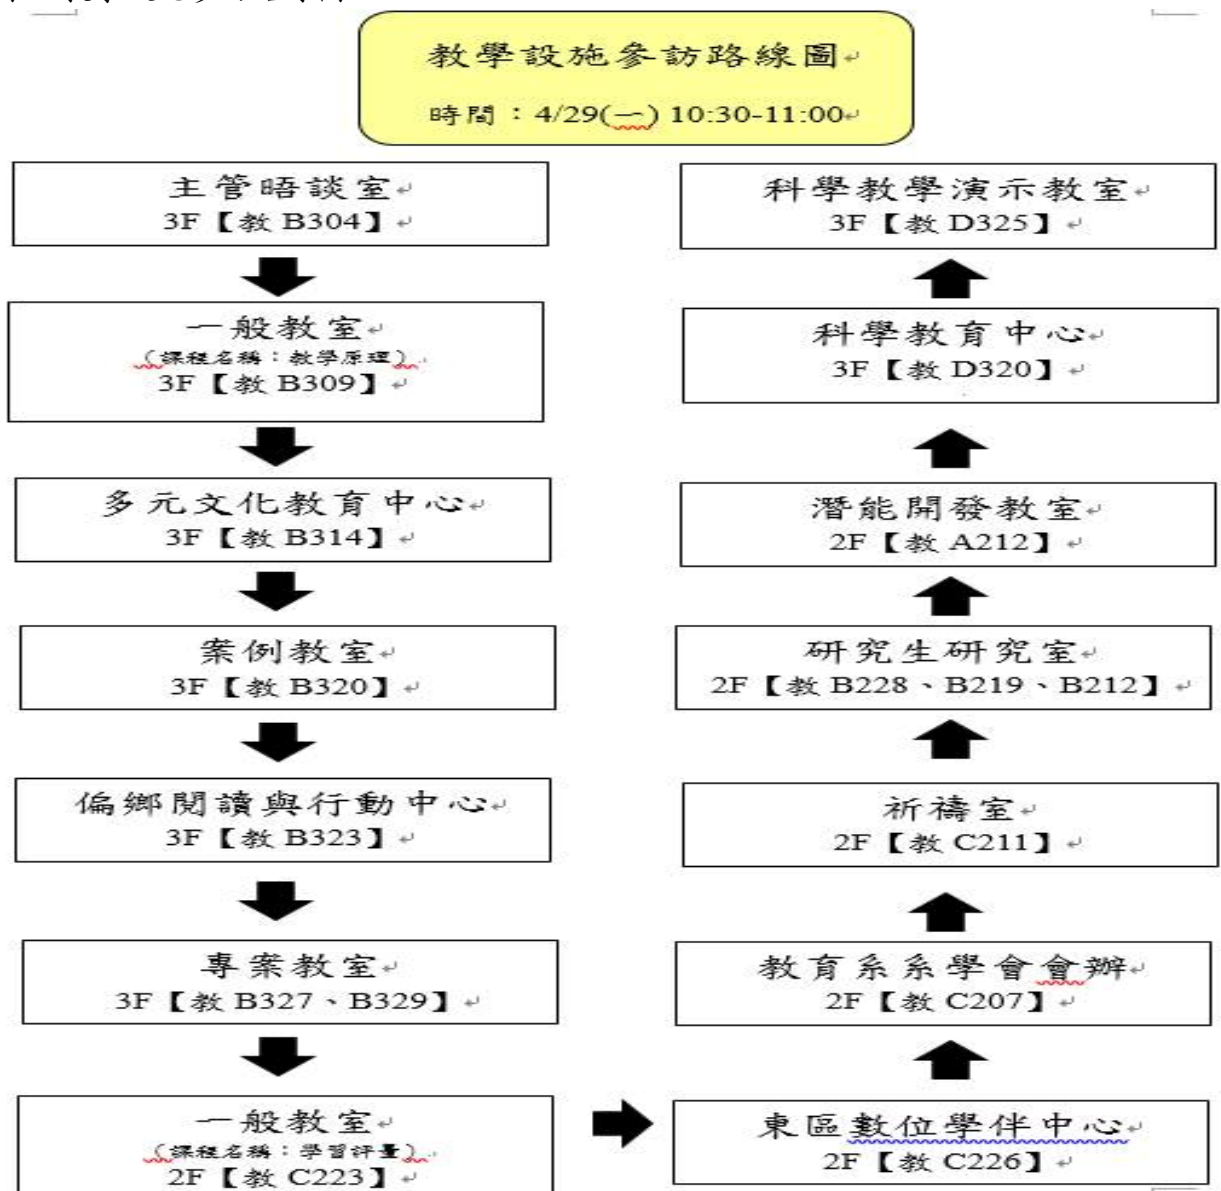 教學設施參訪路線圖
時間：4/29(一) 10:30-11:00
主管晤談室
3F【教 B304】
一般教室
（課程名稱：教學原理）
3F【教 B309】
多元文化教育中心
3F【教 B314】
案例教室
3F【教 B320】
偏鄉閱讀與行動中心
3F【教 B323】
專案教室
3F【教 B327、B329】
一般教室
（課程名稱：學習評量）
2F【教 C223】
東區數位學伴中心
2F【教 C226】
教育系系學會會辦
2F【教 C207】
祈禱室
2F【教 C211】
研究生研究室
2F【教 B228、B219、B212】
潛能開發教室
2F【教 A212】
科學教育中心
3F【教 D320】
科學教學演示教室
3F【教 D325】